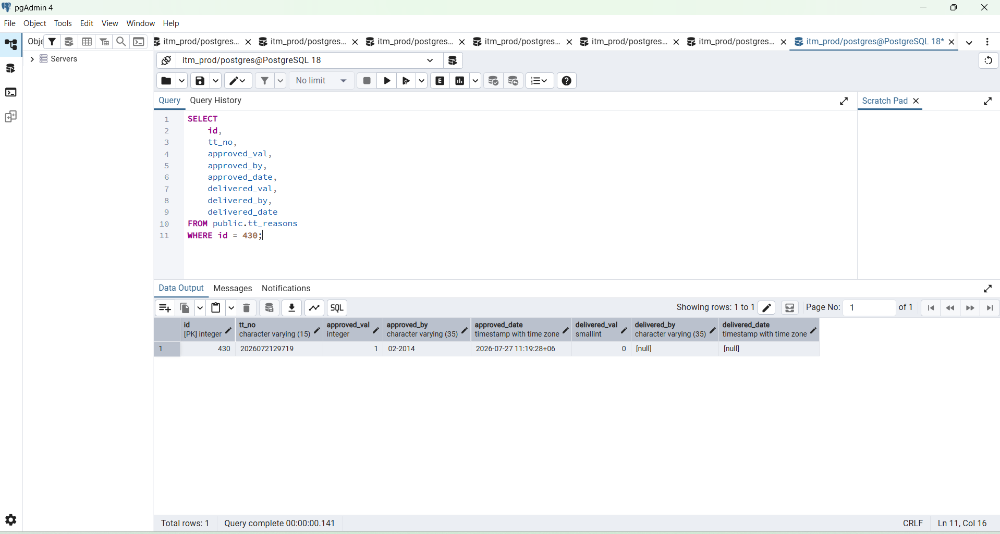 pgAdmin 4
File Object Tools Edit View Window Help
Obje
itm_prod/postgres... itm_prod/postgres... itm_prod/postgres... itm_prod/postgres... itm_prod/postgres... itm_prod/postgres... itm_prod/postgres@PostgreSQL 18*
Servers
itm_prod/postgres@PostgreSQL 18
No limit
E
Query Query History
Scratch Pad
1 SELECT
2 id,
3 tt_no,
4 approved_val,
5 approved_by,
6 approved_date,
7 delivered_val,
8 delivered_by,
9 delivered_date
10 FROM public.tt_reasons
11 WHERE id = 430;
Data Output Messages Notifications
SQL
Showing rows: 1 to 1
Page No: 1 of 1
id tt_no approved_val approved_by approved_date delivered_val delivered_by delivered_date
[PK] integer character varying (15) integer character varying (35) timestamp with time zone smallint character varying (35) timestamp with time zone
1 430 2026072129719 1 02-2014 2026-07-27 11:19:28+06 0 [null] [null]
Total rows: 1 Query complete 00:00:00.141 CRLF Ln 11, Col 16